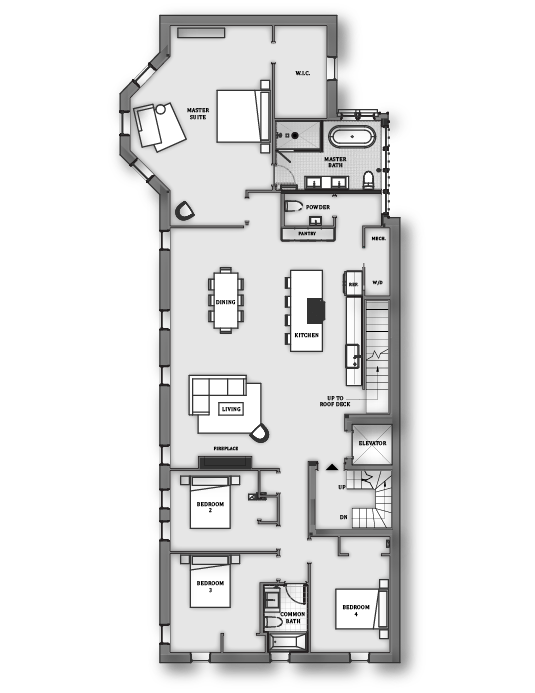 W.I.C.
MASTER
SUITE
MASTER
BATH
POWDER
PANTRY
MECH.
W/D
REF.
DINING
KITCHEN
UP TO
ROOF DECK
LIVING
ELEVATOR
FIREPLACE
UP
DN
BEDROOM
2
BEDROOM
3
BEDROOM
4
COMMON
BATH